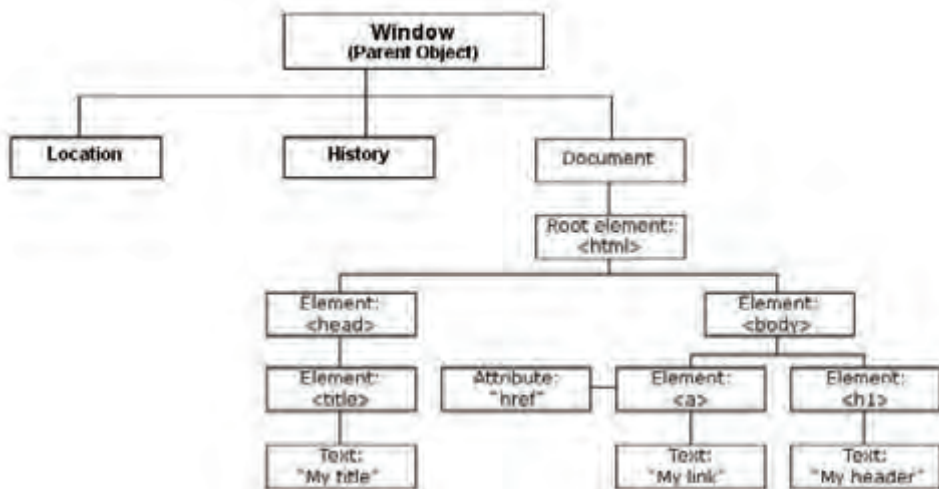 Window
(Parent Object)
Location
History
Document
Root element:
<html>
Element:
<head>
Element:
<body>
Element:
<title>
Attribute:
"href"
Element:
<a>
Element:
<h1>
Text:
"My title"
Text:
"My link"
Text:
"My header"